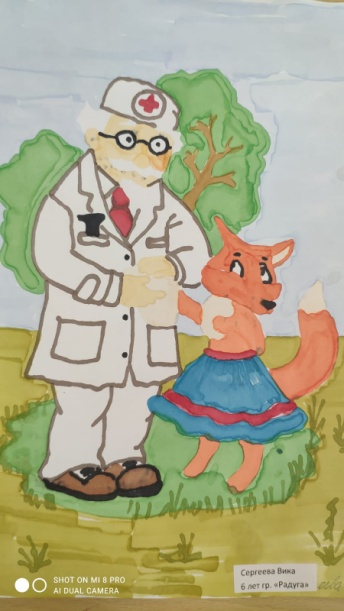 Сергеева Вика
6 лет гр. «Радуга»
SHOT ON MI 8 PRO
AI DUAL CAMERA